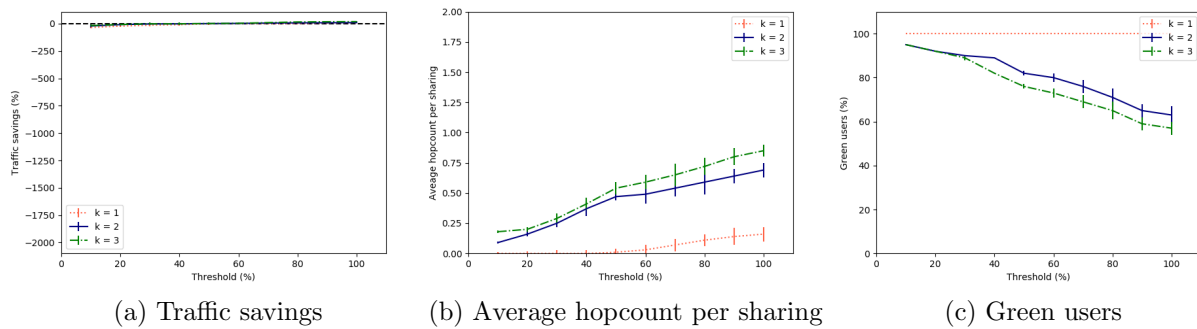 0
−250
−500
−750
−1000
−1250
−1500
−1750
−2000
Traffic savings (%)
k = 1
k = 2
k = 3
0 20 40 60 80 100
Threshold (%)
(a) Traffic savings
2.00
1.75
1.50
1.25
1.00
0.75
0.50
0.25
0.00
Aveage hopcount per sharing
k = 1
k = 2
k = 3
0 20 40 60 80 100
Threshold (%)
(b) Average hopcount per sharing
100
80
60
40
20
0
Green users (%)
k = 1
k = 2
k = 3
0 20 40 60 80 100
Threshold (%)
(c) Green users